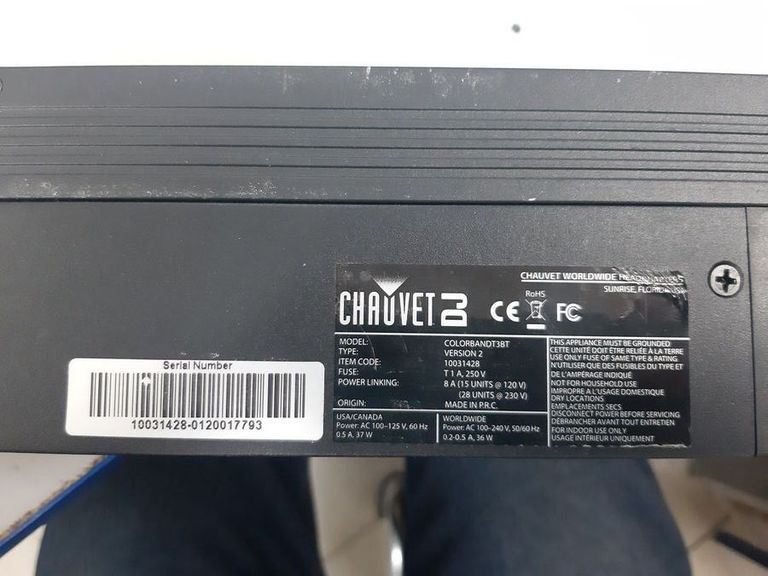 CHAUVET WORLDWIDE HEADQUARTERS
SUNRISE, FLORIDA USA
CHAUVET DJ
CE RoHS FC
MODEL: COLORBANDT3BT
TYPE: VERSION 2
ITEM CODE: 10031428
FUSE: T 1 A, 250 V
POWER LINKING: 8 A (15 UNITS @ 120 V)
(28 UNITS @ 230 V)
ORIGIN: MADE IN P.R.C.
USA/CANADA
Power: AC 100–125 V, 60 Hz
0.5 A, 37 W
WORLDWIDE
Power: AC 100–240 V, 50/60 Hz
0.2-0.5 A, 36 W
THIS APPLIANCE MUST BE GROUNDED
CETTE UNITÉ DOIT ÊTRE RELIÉE À LA TERRE
USE ONLY FUSE OF SAME TYPE & RATING
N'UTILISER QUE DES FUSIBLES DU TYPE ET
DE L'AMPÉRAGE INDIQUÉ
NOT FOR HOUSEHOLD USE
IMPROPRE A L'USAGE DOMESTIQUE
DRY LOCATIONS
EMPLACEMENTS SECS
DISCONNECT POWER BEFORE SERVICING
DÉBRANCHER AVANT TOUT ENTRETIEN
FOR INDOOR USE ONLY
USAGE INTÉRIEUR UNIQUEMENT
Serial Number
10031428-0120017793